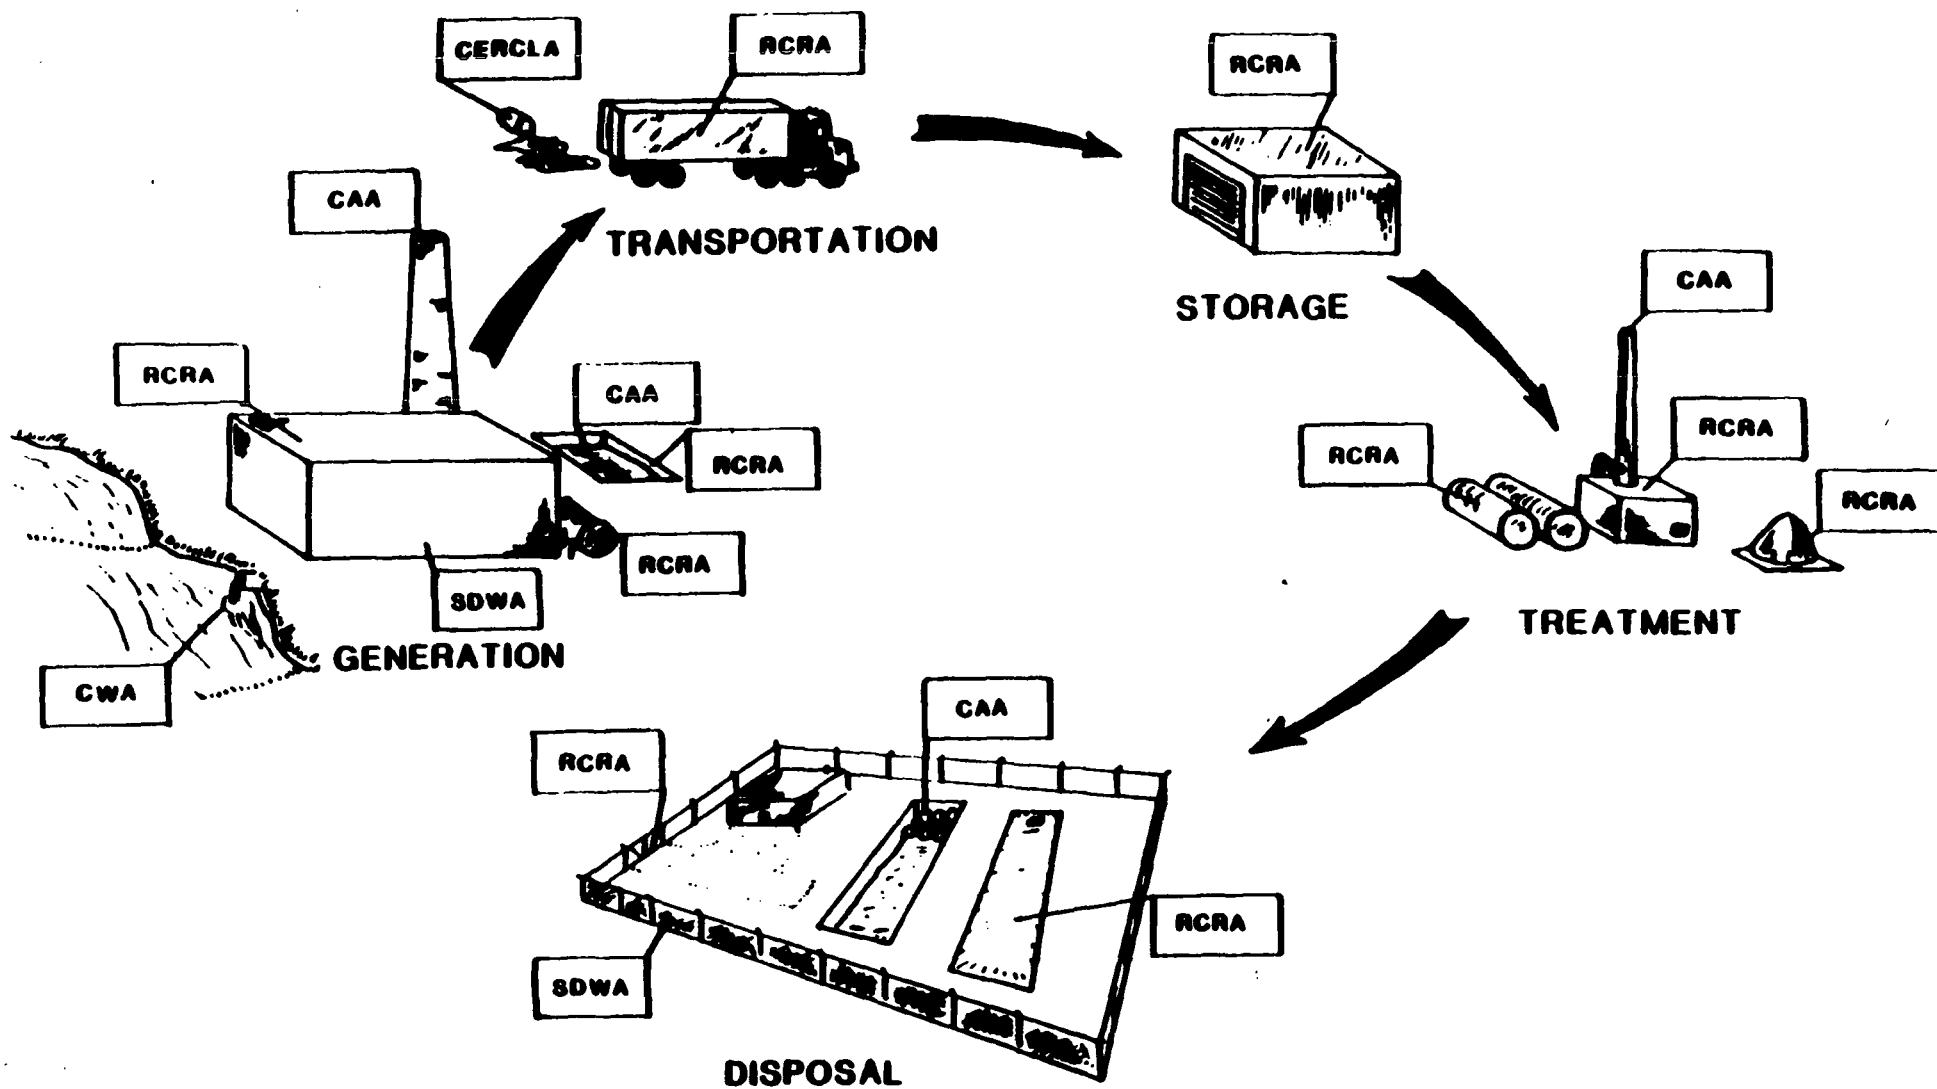 CERCLA
RCRA
RCRA
CAA
TRANSPORTATION
CAA
STORAGE
RCRA
CAA
RCRA
RCRA
RCRA
RCRA
RCRA
SDWA
TREATMENT
GENERATION
CWA
CAA
RCRA
RCRA
SDWA
DISPOSAL